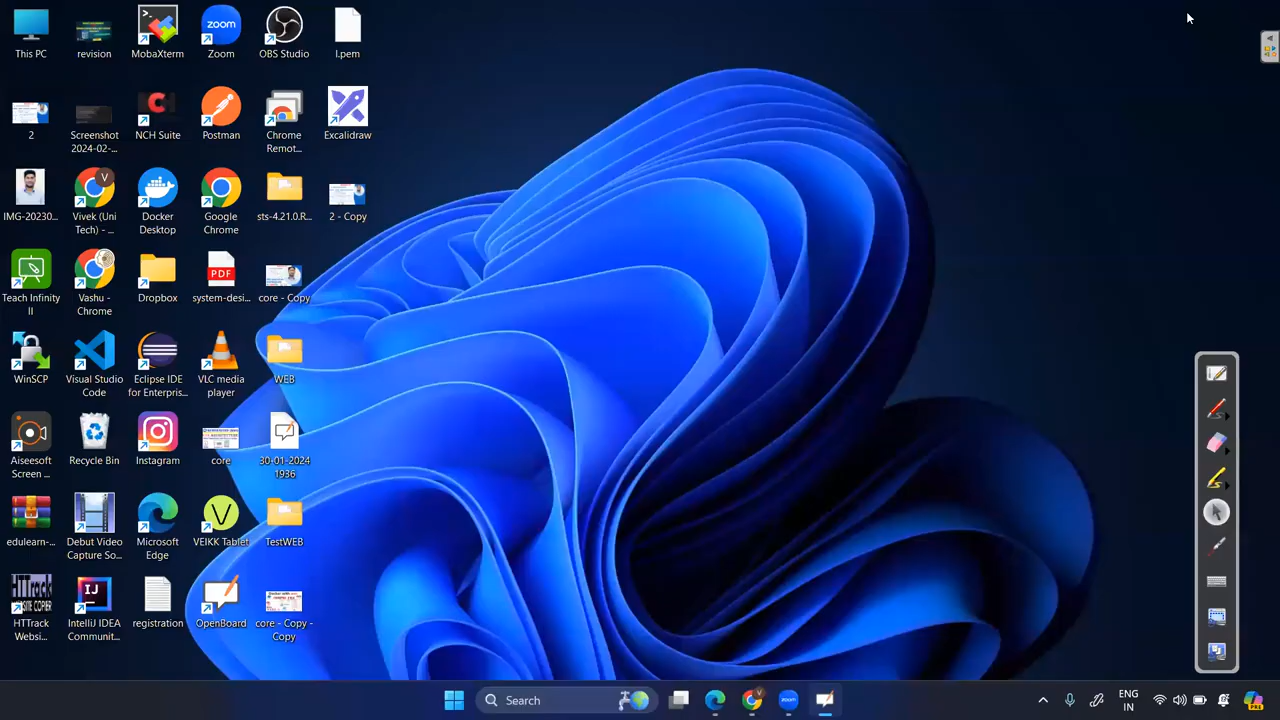 This PC
revision
MobaXterm
Zoom
OBS Studio
l.pem
2
Screenshot
2024-02-...
NCH Suite
Postman
Chrome
Remot...
Excalidraw
IMG-20230...
Vivek (Uni
Tech) - ...
Docker
Desktop
Google
Chrome
sts-4.21.0.R...
2 - Copy
Teach Infinity
II
Vashu -
Chrome
Dropbox
PDF
system-desi...
core - Copy
WinSCP
Visual Studio
Code
Eclipse IDE
for Enterpris...
VLC media
player
WEB
Aiseesoft
Screen ...
Recycle Bin
Instagram
core
30-01-2024
1936
edulearn-...
Debut Video
Capture So...
Microsoft
Edge
VEIKK Tablet
TestWEB
HTTrack
Websi...
IntelliJ IDEA
Communit...
registration
OpenBoard
core - Copy -
Copy
Search
ENG
IN